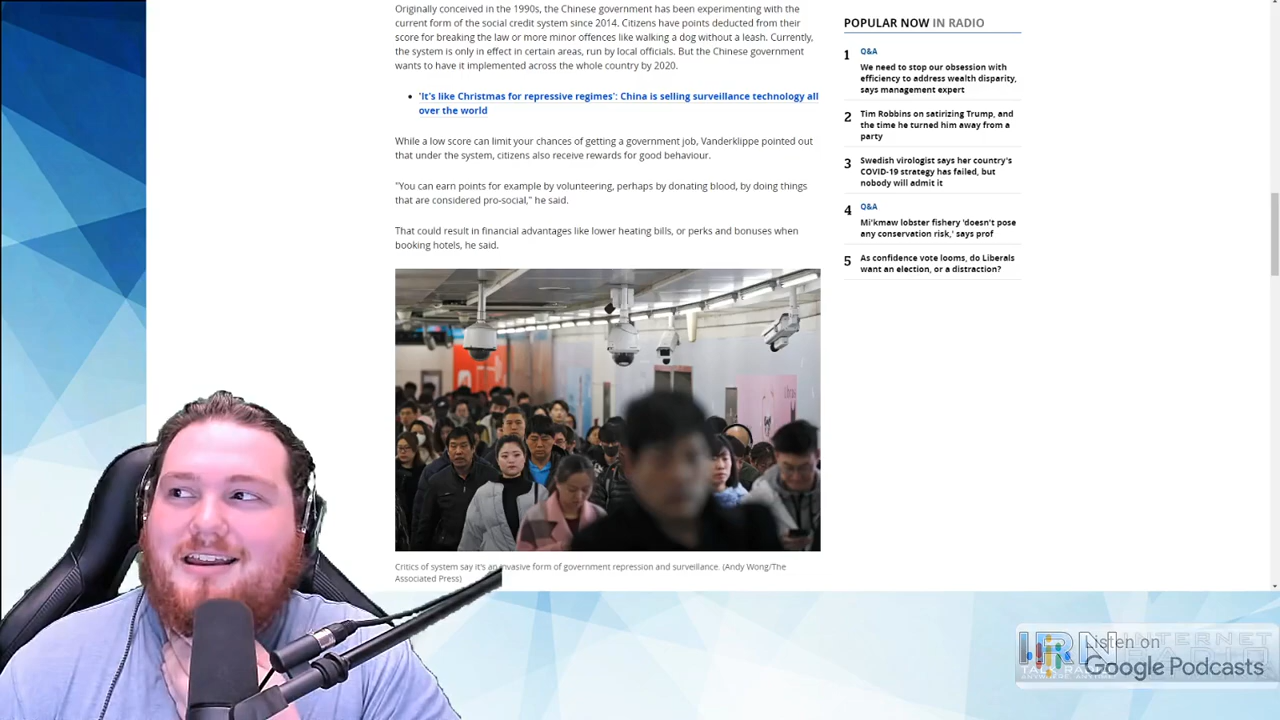 Originally conceived in the 1990s, the Chinese government has been experimenting with the
current form of the social credit system since 2014. Citizens have points deducted from their
score for breaking the law or more minor offences like walking a dog without a leash. Currently,
the system is only in effect in certain areas, run by local officials. But the Chinese government
wants to have it implemented across the whole country by 2020.
• 'It's like Christmas for repressive regimes': China is selling surveillance technology all
over the world
While a low score can limit your chances of getting a government job, Vanderklippe pointed out
that under the system, citizens also receive rewards for good behaviour.
"You can earn points for example by volunteering, perhaps by donating blood, by doing things
that are considered pro-social," he said.
That could result in financial advantages like lower heating bills, or perks and bonuses when
booking hotels, he said.
Critics of system say it's an invasive form of government repression and surveillance. (Andy Wong/The
Associated Press)
POPULAR NOW IN RADIO
1 Q&A
We need to stop our obsession with
efficiency to address wealth disparity,
says management expert
2 Tim Robbins on satirizing Trump, and
the time he turned him away from a
party
3 Swedish virologist says her country's
COVID-19 strategy has failed, but
nobody will admit it
4 Q&A
Mi'kmaw lobster fishery 'doesn't pose
any conservation risk,' says prof
5 As confidence vote looms, do Liberals
want an election, or a distraction?
IRN INTERNET
RADIO
Listen on
Google Podcasts